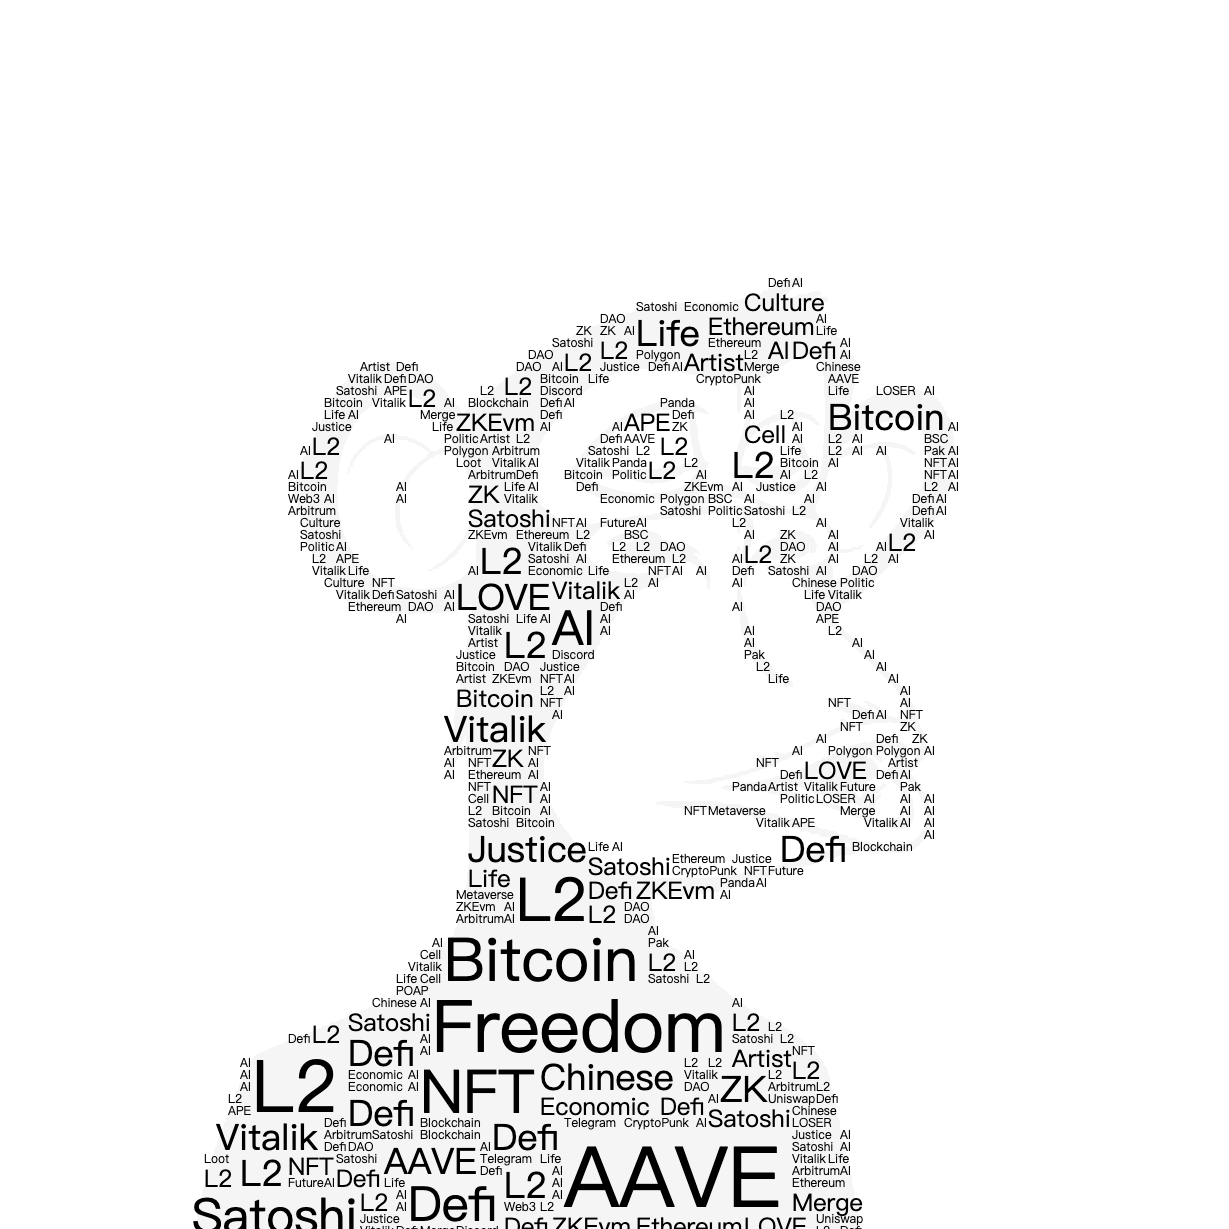 Defi AI
Satoshi Economic Culture
DAO Ethereum AI
ZK ZK AI Life Life
Satoshi L2 Ethereum AI Defi AI
DAO Polygon L2 AI
Artist Defi DAO AI L2 Justice Defi AI Artist Merge Chinese
Vitalik Defi DAO L2 Bitcoin Life CryptoPunk AAVE
Satoshi APE L2 AI L2 Discord AI Life LOSER AI
Bitcoin Vitalik Blockchain Defi AI Panda AI Bitcoin
Life AI Merge ZKEvm Defi APE Defi AI L2
Justice Life AI AI ZK Cell AI AI
AI Politic Artist L2 Defi AAVE L2 AI L2 AI BSC
AI L2 Polygon Arbitrum Satoshi L2 L2 Life L2 AI AI Pak AI
Loot Vitalik AI Vitalik Panda L2 L2 Bitcoin AI NFT AI
AI L2 Arbitrum Defi Bitcoin Politic AI AI L2 NFT AI
Bitcoin AI ZK Life AI Defi ZKEvm AI Justice AI L2 AI
Web3 AI AI Vitalik Economic Polygon BSC AI AI Defi AI
Arbitrum Satoshi Satoshi Politic Satoshi L2 Defi AI
Culture NFT AI Future AI L2 AI Vitalik
Satoshi ZKEvm Ethereum L2 BSC AI ZK AI AI
Politic AI L2 Vitalik Defi L2 L2 DAO L2 DAO AI AI L2
L2 APE Satoshi AI Ethereum L2 AI ZK AI L2 AI
Vitalik Life AI Economic Life NFT AI AI Defi Satoshi AI DAO
Culture NFT LOVE Vitalik L2 AI AI Chinese Politic
Vitalik Defi Satoshi AI AI Life Vitalik
Ethereum DAO AI Defi AI DAO
AI Satoshi Life AI AI AI APE
Vitalik L2 AI AI L2
Artist AI AI
Justice Discord Pak AI
Bitcoin DAO Justice L2 AI
Artist ZKEvm NFT AI Life AI
Bitcoin L2 AI AI
NFT NFT AI
Vitalik AI Defi AI NFT
NFT ZK
AI Defi ZK
Arbitrum ZK NFT AI Polygon Polygon AI
AI NFT AI NFT LOVE Artist
AI Ethereum AI Defi Defi AI
NFT NFT AI Panda Artist Vitalik Future Pak
Cell AI Politic LOSER AI AI AI
L2 Bitcoin AI NFT Metaverse Merge AI AI
Satoshi Bitcoin Vitalik APE Vitalik AI AI
AI
Justice Life AI Defi Blockchain
Satoshi Ethereum Justice
Life L2 CryptoPunk NFT Future
Defi ZKEvm Panda AI
Metaverse AI
ZKEvm AI L2 DAO
Arbitrum AI DAO
AI
AI Bitcoin Pak
Cell L2 AI
Vitalik L2
Life Cell Satoshi L2
POAP
Chinese AI Freedom AI
Satoshi L2 L2
Defi L2 AI Satoshi L2
Defi AI Artist NFT
AI L2 NFT Chinese L2 L2 L2
AI Economic AI Vitalik ZK L2
AI Economic AI DAO Arbitrum L2
L2 AI Uniswap Defi
APE Defi Economic Defi Satoshi Chinese
Defi Blockchain Telegram CryptoPunk AI LOSER
Vitalik Arbitrum Satoshi Blockchain Defi AAVE Justice AI
Defi DAO AI Satoshi AI
Loot NFT Satoshi AAVE Telegram Life Vitalik Life
L2 L2 Defi Defi L2 AI Arbitrum AI
Future AI Life AI Ethereum
Satoshi L2 AI Defi AI Merge
AI Web3 L2
Justice Uniswap
Vitalik Defi Merge Discord Defi ZKEvm Ethereum LOVE L2 Defi